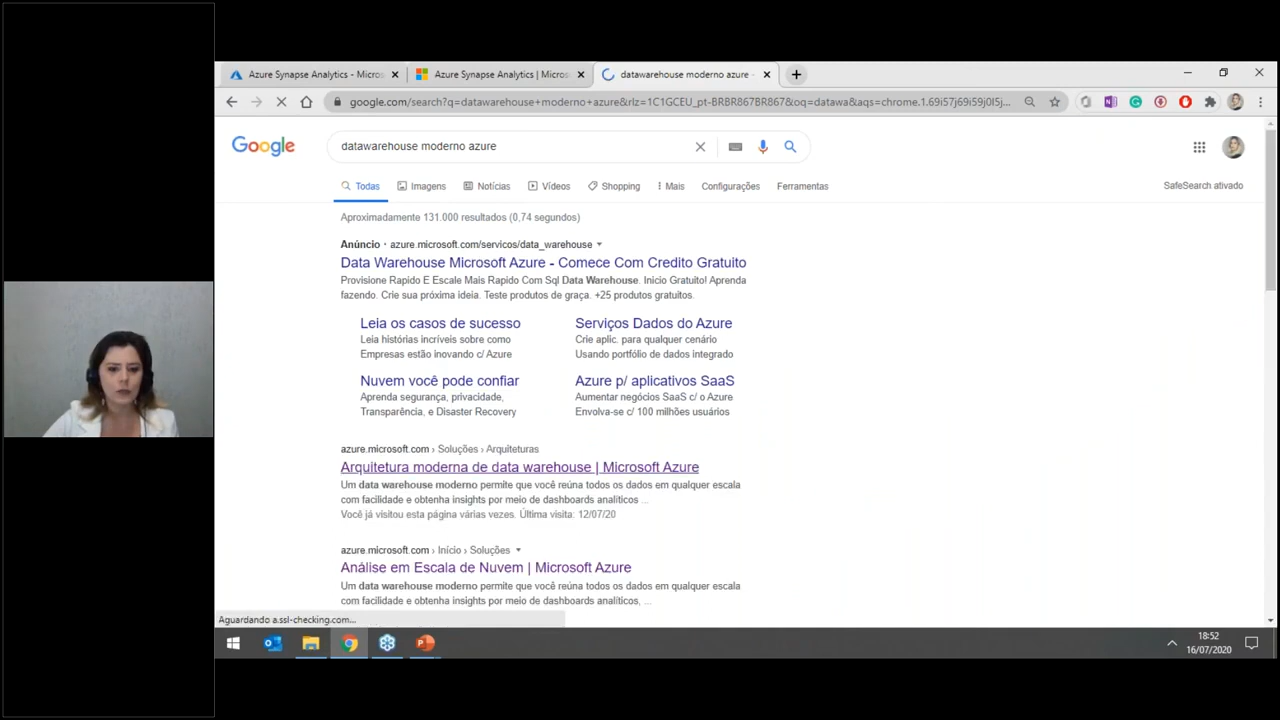 Azure Synapse Analytics - Micros
Azure Synapse Analytics | Micros
datawarehouse moderno azure -
google.com/search?q=datawarehouse+moderno+azure&rlz=1C1GCEU_pt-BRBR867BR867&oq=datawa&aqs=chrome.1.69i57j69i59j0l5j...
Google
datawarehouse moderno azure
Todas
Imagens
Notícias
Vídeos
Shopping
Mais
Configurações
Ferramentas
SafeSearch ativado
Aproximadamente 131.000 resultados (0,74 segundos)
Anúncio · azure.microsoft.com/servicos/data_warehouse
Data Warehouse Microsoft Azure - Comece Com Credito Gratuito
Provisione Rapido E Escale Mais Rapido Com Sql Data Warehouse. Inicio Gratuito! Aprenda
fazendo. Crie sua próxima ideia. Teste produtos de graça. +25 produtos gratuitos.
Leia os casos de sucesso
Leia histórias incríveis sobre como
Empresas estão inovando c/ Azure
Serviços Dados do Azure
Crie aplic. para qualquer cenário
Usando portfólio de dados integrado
Nuvem você pode confiar
Aprenda segurança, privacidade,
Transparência, e Disaster Recovery
Azure p/ aplicativos SaaS
Aumentar negócios SaaS c/ o Azure
Envolva-se c/ 100 milhões usuários
azure.microsoft.com › Soluções › Arquiteturas
Arquitetura moderna de data warehouse | Microsoft Azure
Um data warehouse moderno permite que você reúna todos os dados em qualquer escala
com facilidade e obtenha insights por meio de dashboards analíticos ...
Você já visitou esta página várias vezes. Última visita: 12/07/20
azure.microsoft.com › Início › Soluções
Análise em Escala de Nuvem | Microsoft Azure
Um data warehouse moderno permite que você reúna todos os dados em qualquer escala
com facilidade e obtenha insights por meio de dashboards analíticos, ...
Aguardando a.ssl-checking.com...
18:52
16/07/2020